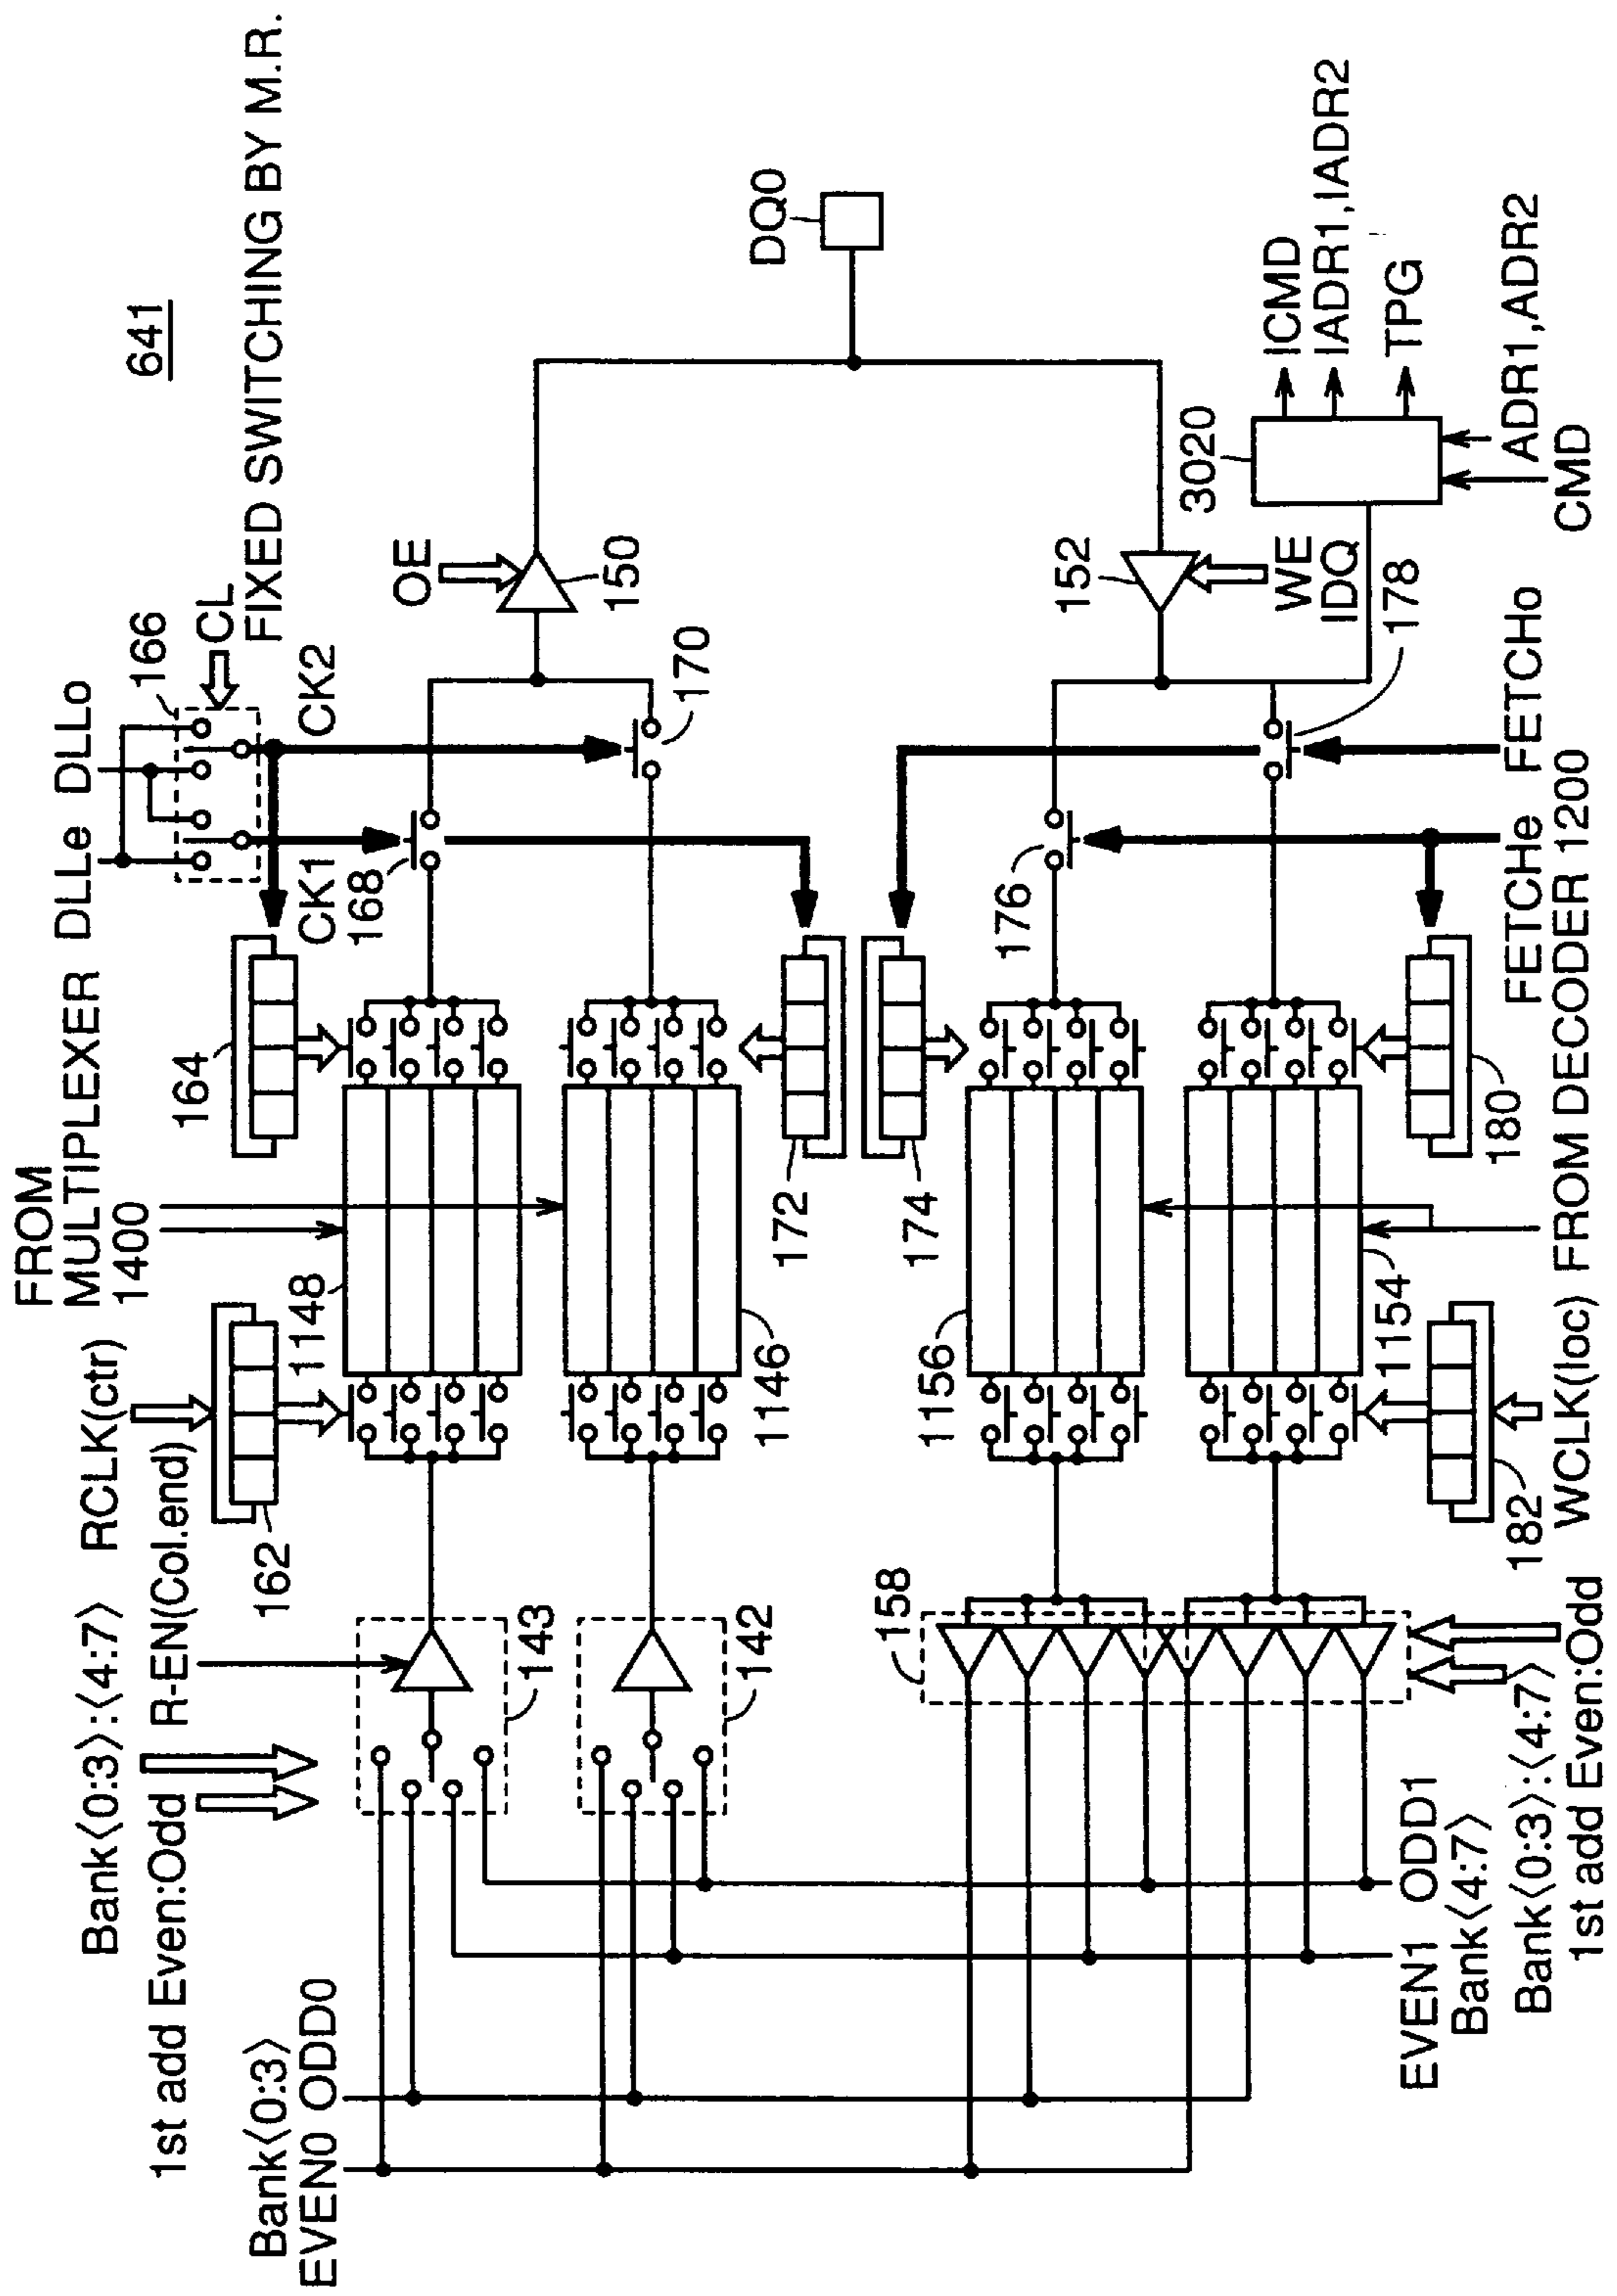 641
FIXED SWITCHING BY M.R.
CL
166
DLLe DLLo
CK2
CK1
168
170
OE
150
DQ0
FROM
MULTIPLEXER
1400
164
RCLK(ctr)
R-EN(Col.end)
162
1148
1146
172
Bank⟨0:3⟩:⟨4:7⟩
1st add Even:Odd
143
142
Bank⟨0:3⟩
EVEN0 ODD0
152
WE
IDQ
178
3020
ICMD
IADR1,IADR2
TPG
ADR1,ADR2
CMD
174
176
1156
1154
180
FETCHe FETCHo
FROM DECODER 1200
WCLK(loc)
182
158
EVEN1 ODD1
Bank⟨4:7⟩
Bank⟨0:3⟩:⟨4:7⟩
1st add Even:Odd